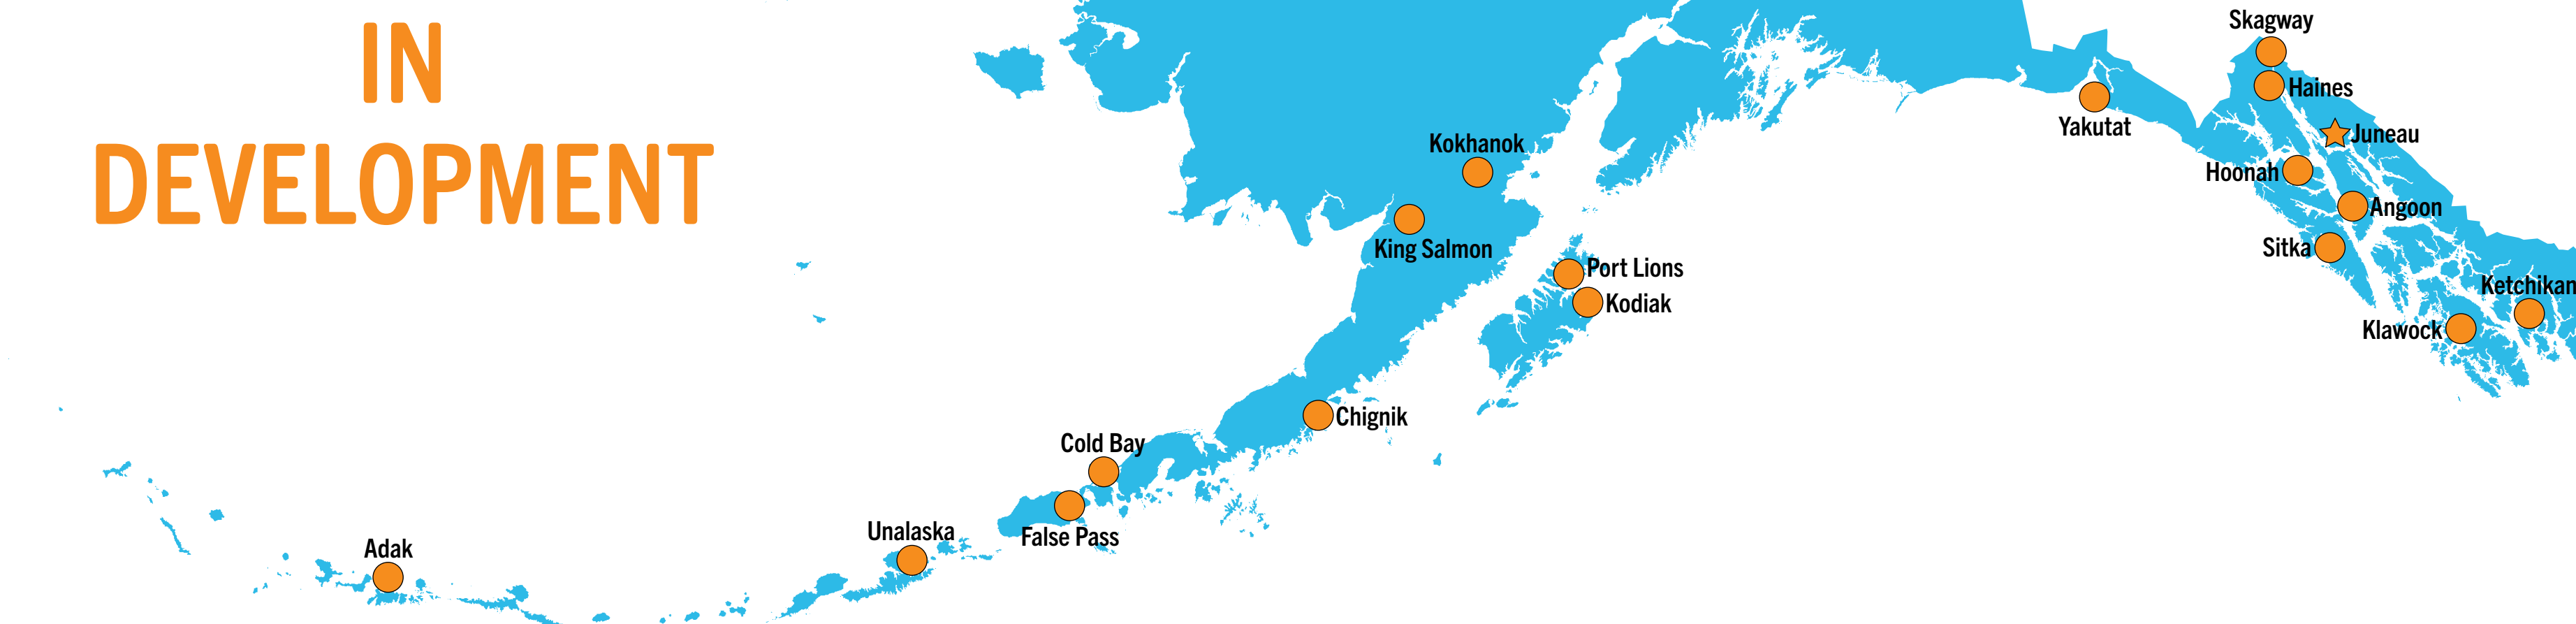 IN
DEVELOPMENT
Skagway
Haines
Yakutat
Juneau
Kokhanok
Hoonah
Angoon
King Salmon
Sitka
Port Lions
Ketchikan
Kodiak
Klawock
Chignik
Cold Bay
Unalaska
False Pass
Adak